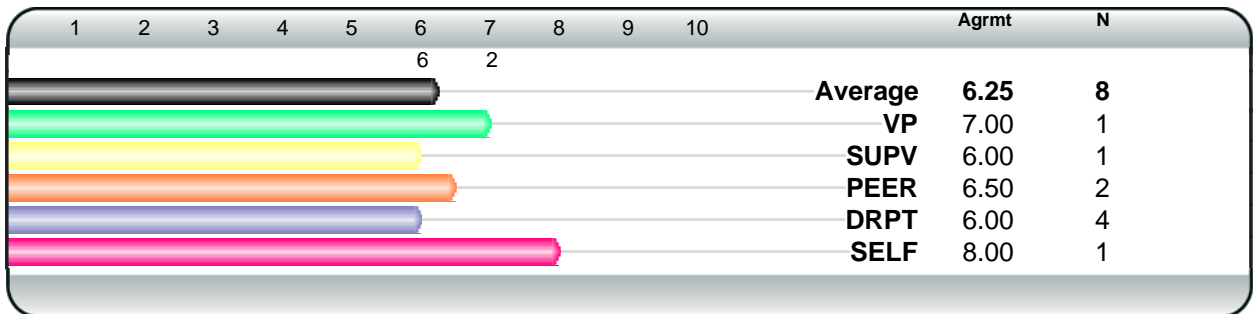 1 2 3 4 5 6 7 8 9 10 Agrmt N
6 2
Average 6.25 8
VP 7.00 1
SUPV 6.00 1
PEER 6.50 2
DRPT 6.00 4
SELF 8.00 1